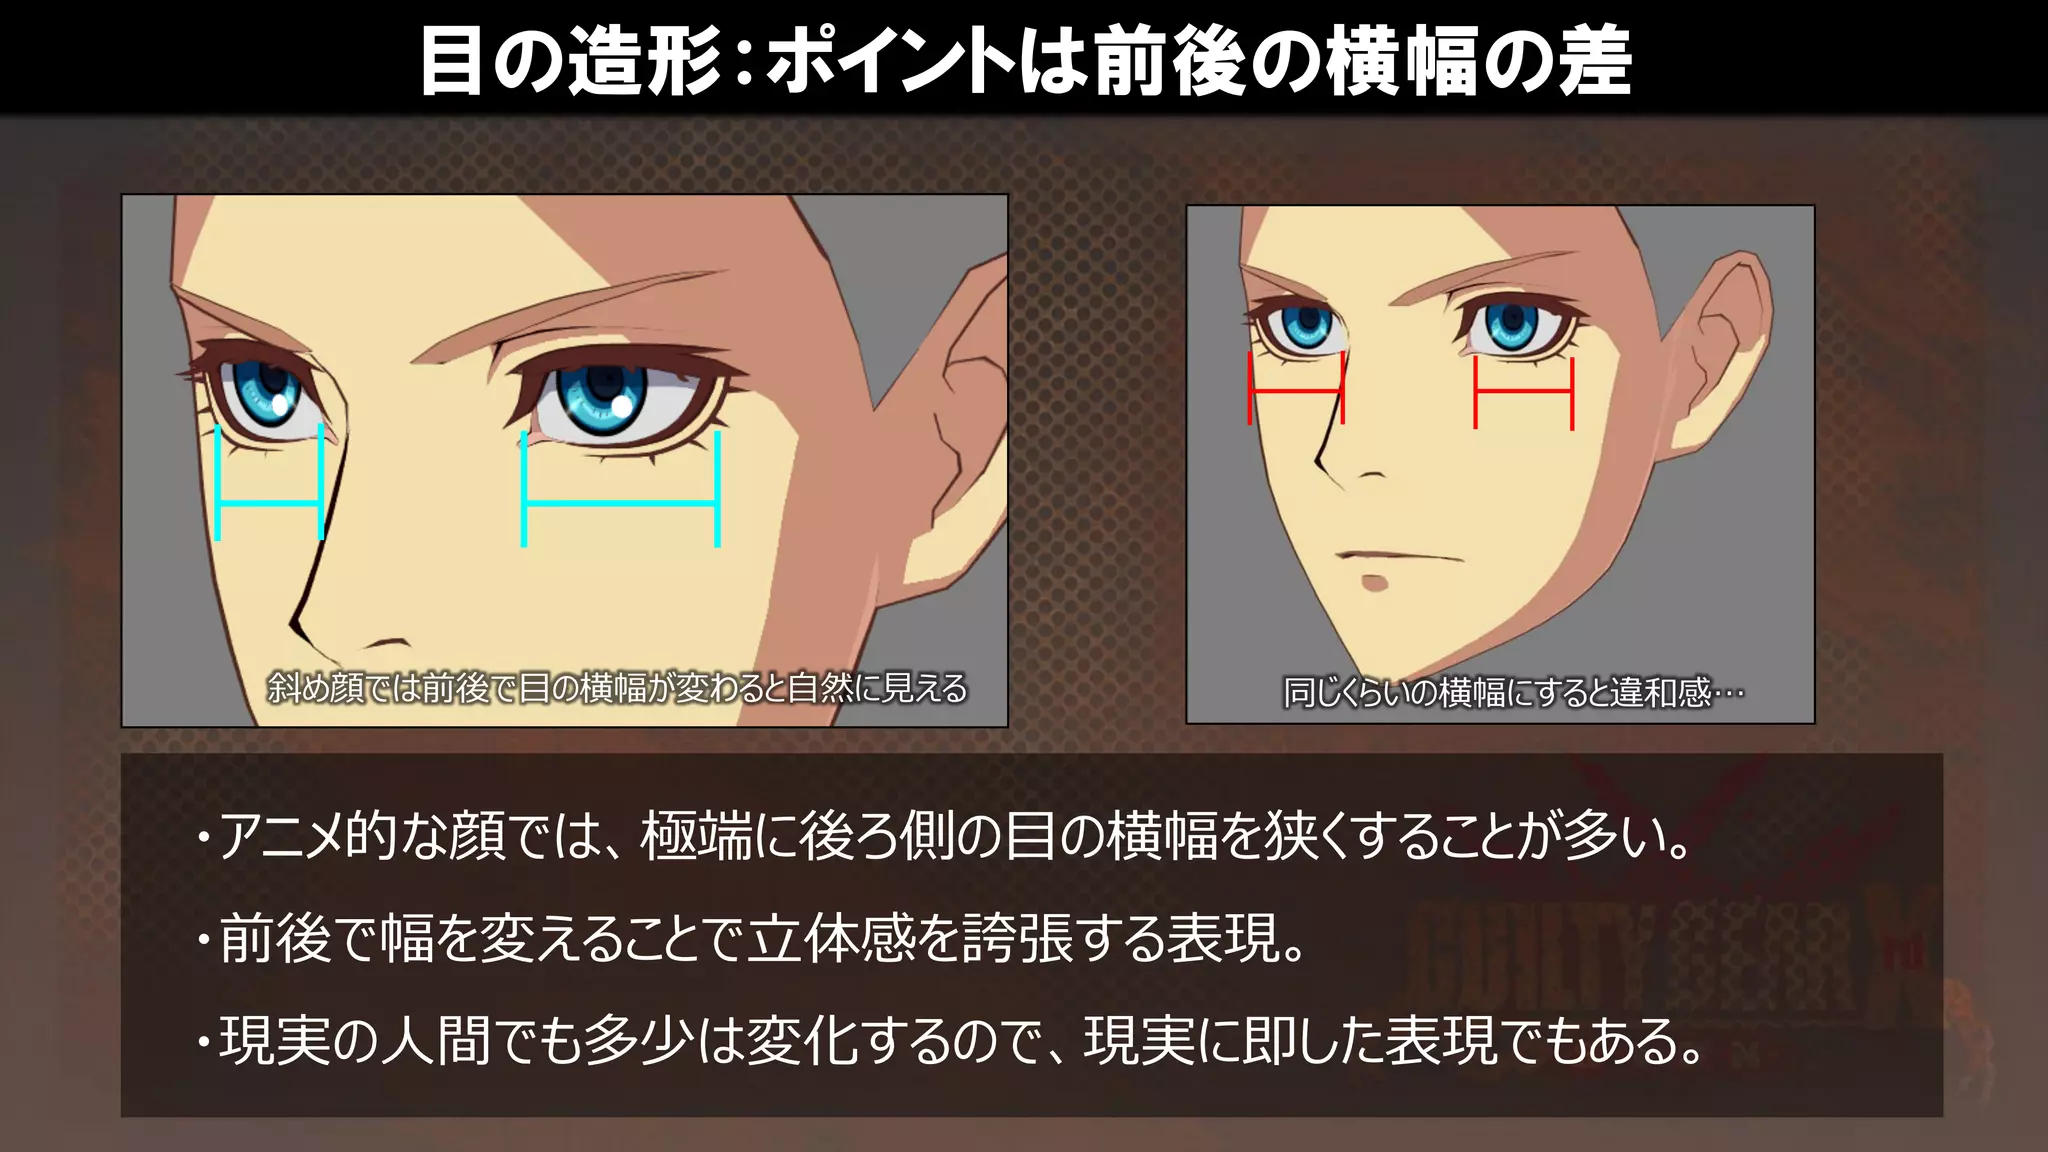 目の造形：ポイントは前後の横幅の差
斜め顔では前後で目の横幅が変わると自然に見える
同じくらいの横幅にすると違和感…
・アニメ的な顔では、極端に後ろ側の目の横幅を狭くすることが多い。
・前後で幅を変えることで立体感を誇張する表現。
・現実の人間でも多少は変化するので、現実に即した表現でもある。
GUILTY GEAR Xrd